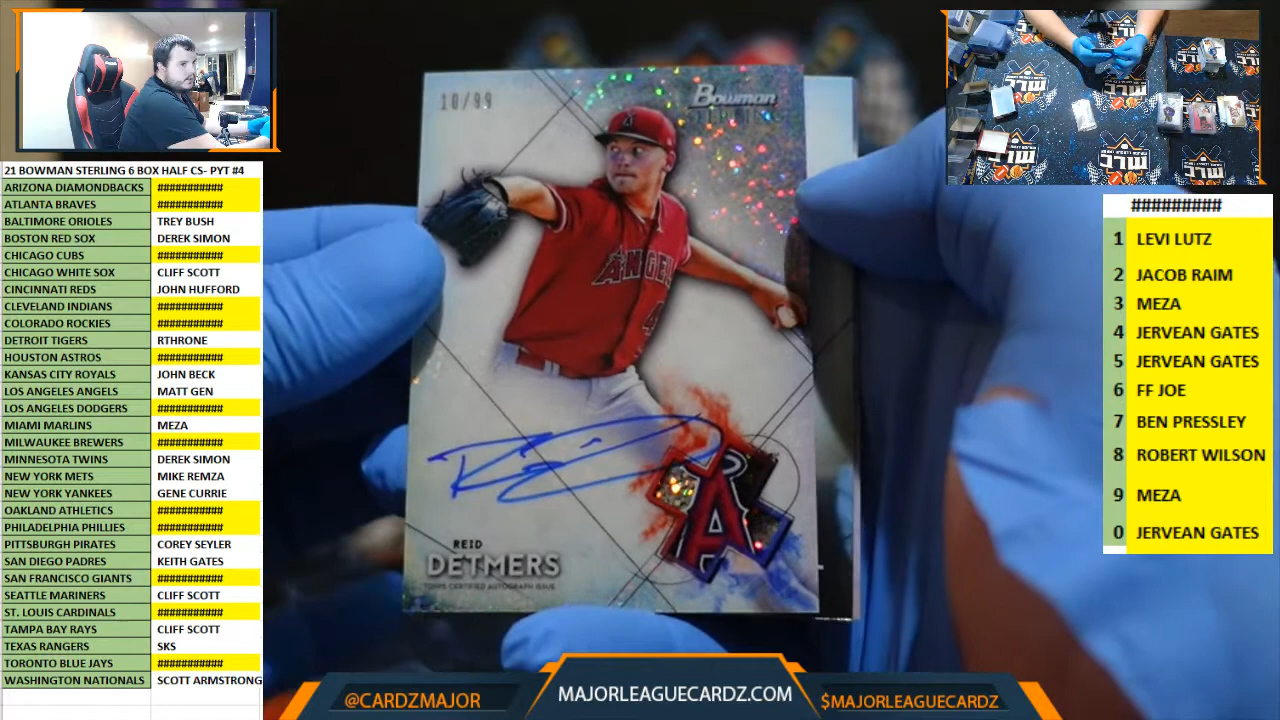 21 BOWMAN STERLING 6 BOX HALF CS- PYT #4
ARIZONA DIAMONDBACKS ###########
ATLANTA BRAVES ###########
BALTIMORE ORIOLES TREY BUSH
BOSTON RED SOX DEREK SIMON
CHICAGO CUBS ###########
CHICAGO WHITE SOX CLIFF SCOTT
CINCINNATI REDS JOHN HUFFORD
CLEVELAND INDIANS ###########
COLORADO ROCKIES ###########
DETROIT TIGERS RTHRONE
HOUSTON ASTROS ###########
KANSAS CITY ROYALS JOHN BECK
LOS ANGELES ANGELS MATT GEN
LOS ANGELES DODGERS ###########
MIAMI MARLINS MEZA
MILWAUKEE BREWERS ###########
MINNESOTA TWINS DEREK SIMON
NEW YORK METS MIKE REMZA
NEW YORK YANKEES GENE CURRIE
OAKLAND ATHLETICS ###########
PHILADELPHIA PHILLIES ###########
PITTSBURGH PIRATES COREY SEYLER
SAN DIEGO PADRES KEITH GATES
SAN FRANCISCO GIANTS ###########
SEATTLE MARINERS CLIFF SCOTT
ST. LOUIS CARDINALS ###########
TAMPA BAY RAYS CLIFF SCOTT
TEXAS RANGERS SKS
TORONTO BLUE JAYS ###########
WASHINGTON NATIONALS SCOTT ARMSTRONG
10/99
Bowman
STERLING
ANGELS
A
REID
DETMERS
TOPPS CERTIFIED AUTOGRAPH ISSUE
#########
1 LEVI LUTZ
2 JACOB RAIM
3 MEZA
4 JERVEAN GATES
5 JERVEAN GATES
6 FF JOE
7 BEN PRESSLEY
8 ROBERT WILSON
9 MEZA
0 JERVEAN GATES
@CARDZMAJOR
MAJORLEAGUECARDZ.COM
$MAJORLEAGUECARDZ